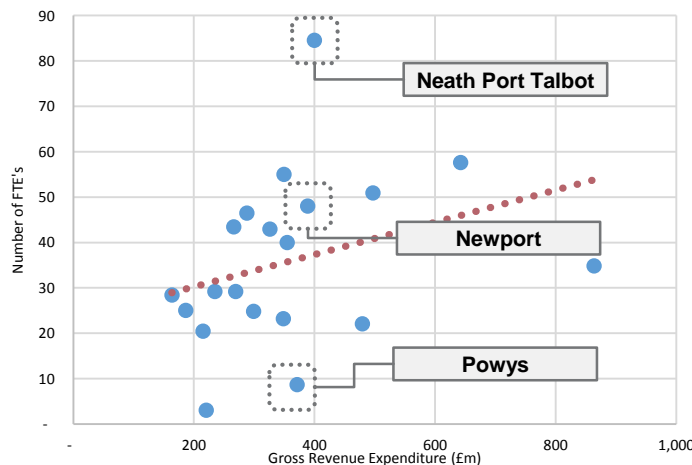 90
80
Neath Port Talbot
70
60
50
40
Newport
30
20
Powys
10
-
- 200 400 600 800 1,000
Number of FTE's
Gross Revenue Expenditure (£m)